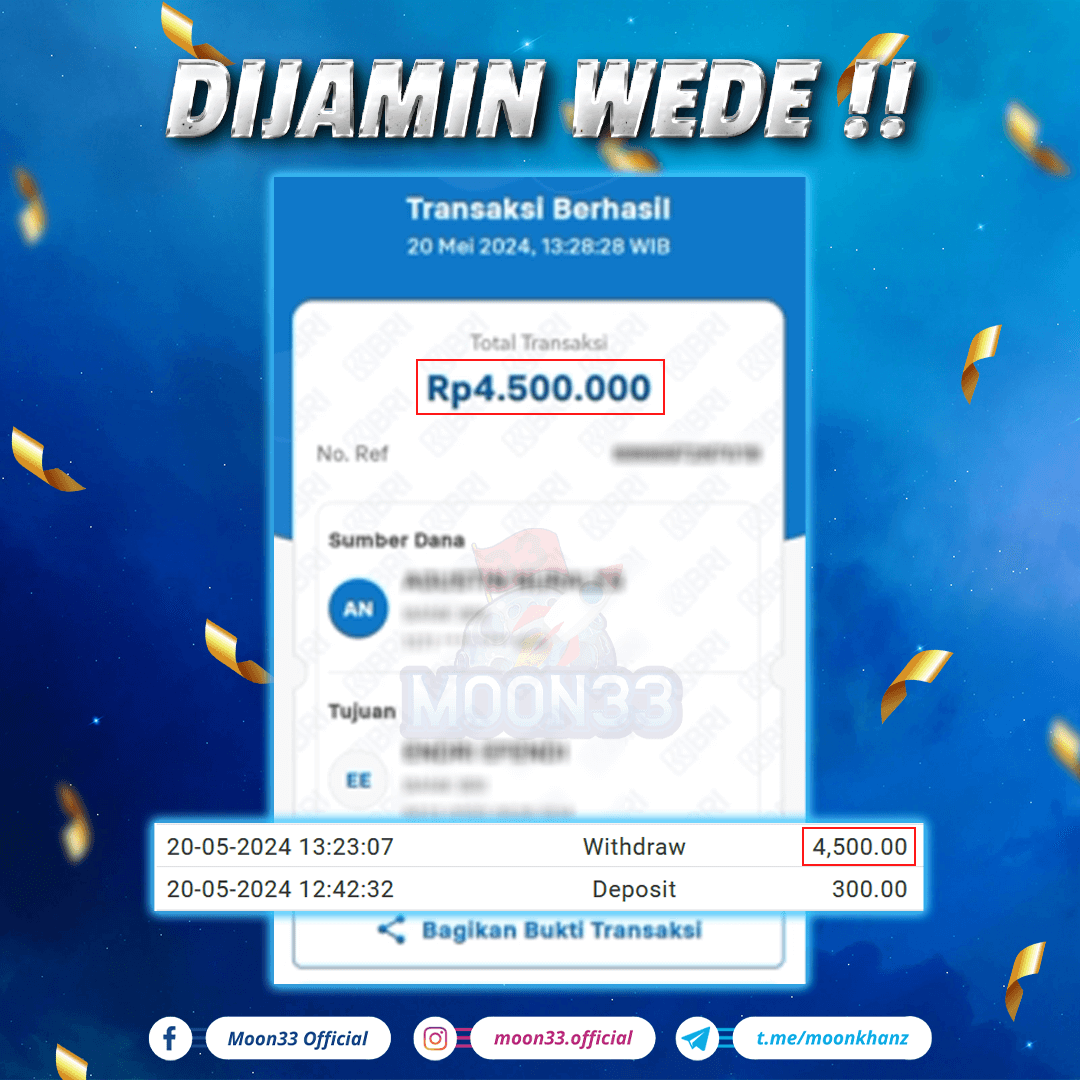 DIJAMIN WEDE !!
Transaksi Berhasil
20 Mei 2024, 13:28:28 WIB
Total Transaksi
Rp4.500.000
No. Ref
Sumber Dana
AN
MOON33
Tujuan
EE
20-05-2024 13:23:07 Withdraw 4,500.00
20-05-2024 12:42:32 Deposit 300.00
Bagikan Bukti Transaksi
Moon33 Official moon33.official t.me/moonkhanz